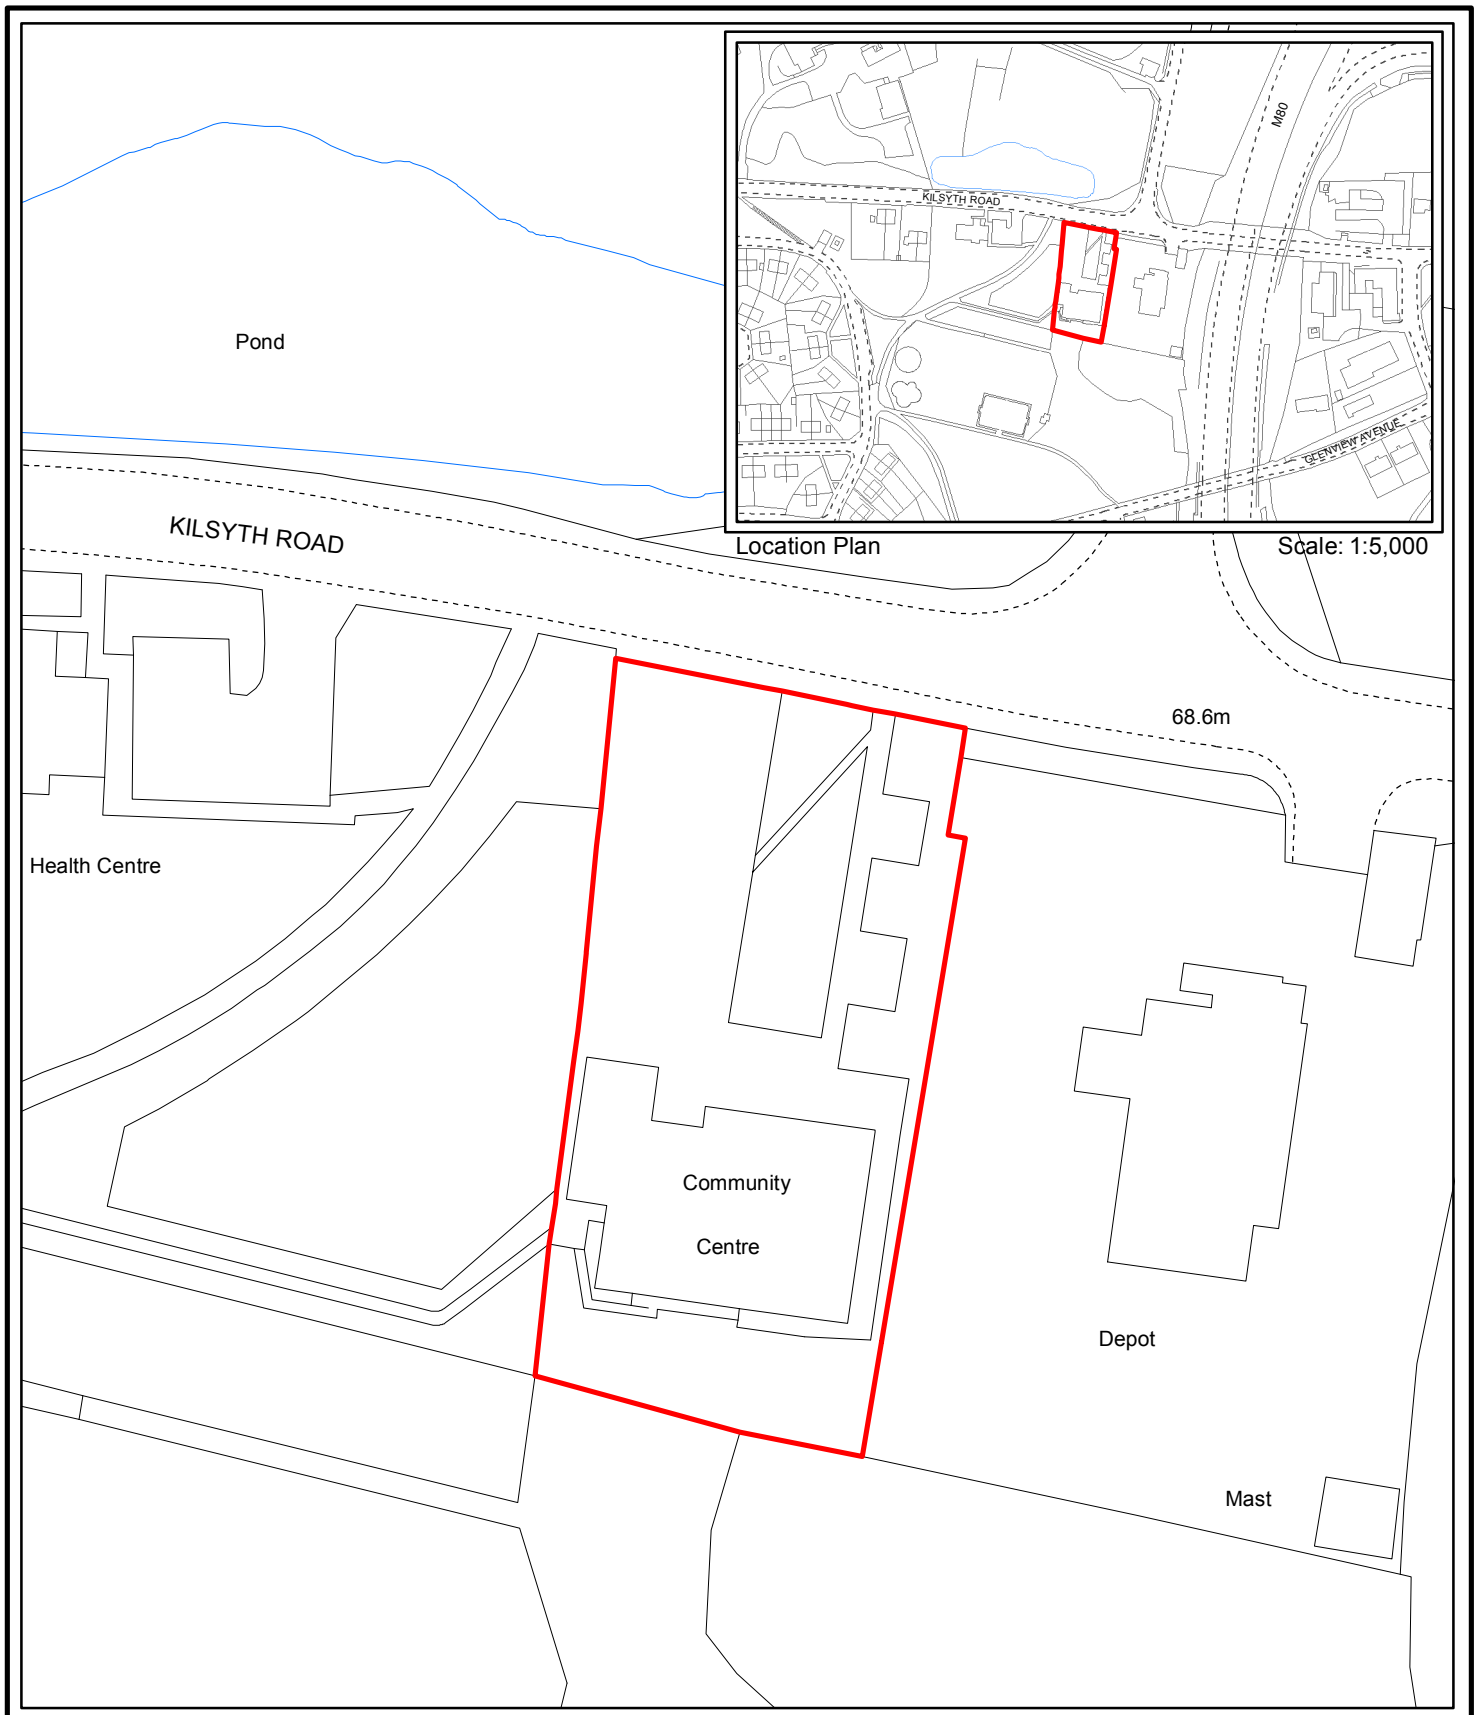 M80
KILSYTH ROAD
GLENVIEW AVENUE
Pond
Location Plan
Scale: 1:5,000
KILSYTH ROAD
68.6m
Health Centre
Community
Centre
Depot
Mast